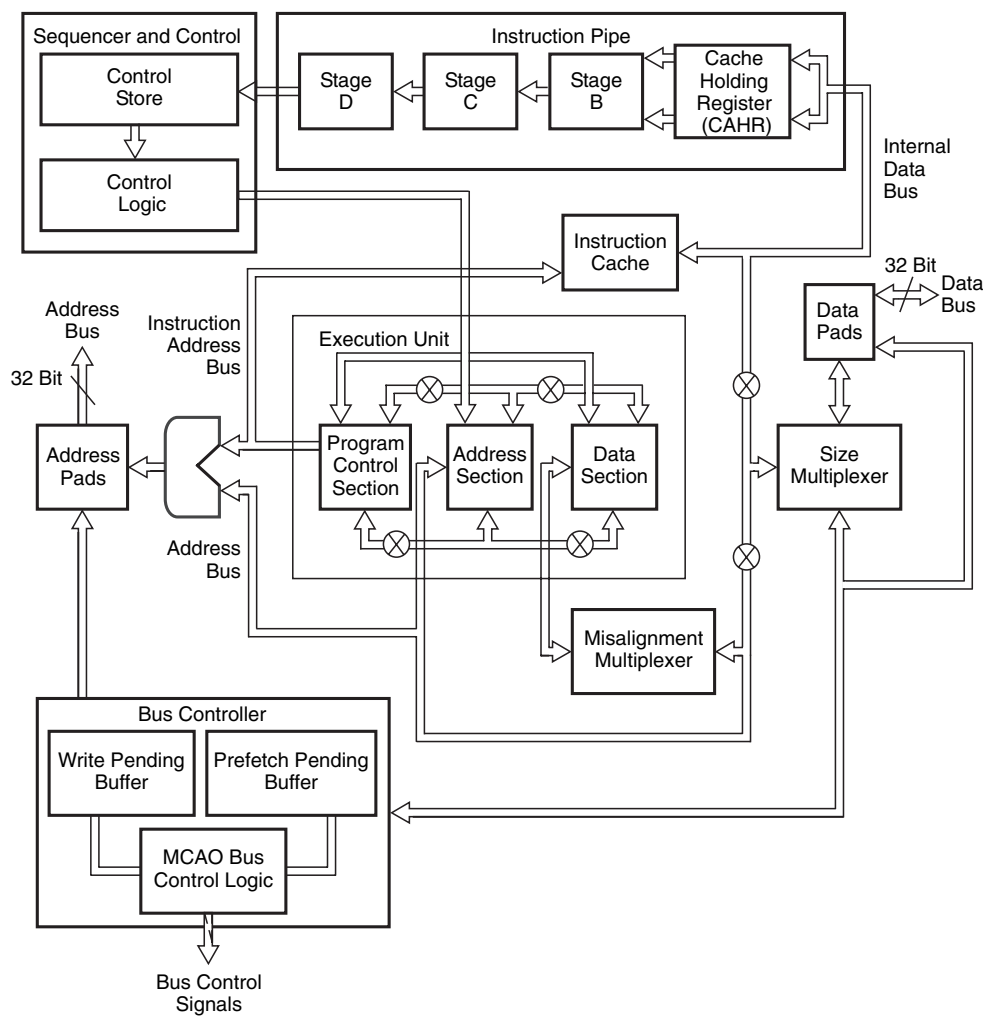 Sequencer and Control
Control
Store
Control
Logic
Instruction Pipe
Stage
D
Stage
C
Stage
B
Cache
Holding
Register
(CAHR)
Internal
Data
Bus
Instruction
Cache
32 Bit
Data
Bus
Data
Pads
Address
Bus
32 Bit
Instruction
Address
Bus
Execution Unit
Address
Pads
Program
Control
Section
Address
Section
Data
Section
Size
Multiplexer
Address
Bus
Misalignment
Multiplexer
Bus Controller
Write Pending
Buffer
Prefetch Pending
Buffer
MCAO Bus
Control Logic
Bus Control
Signals